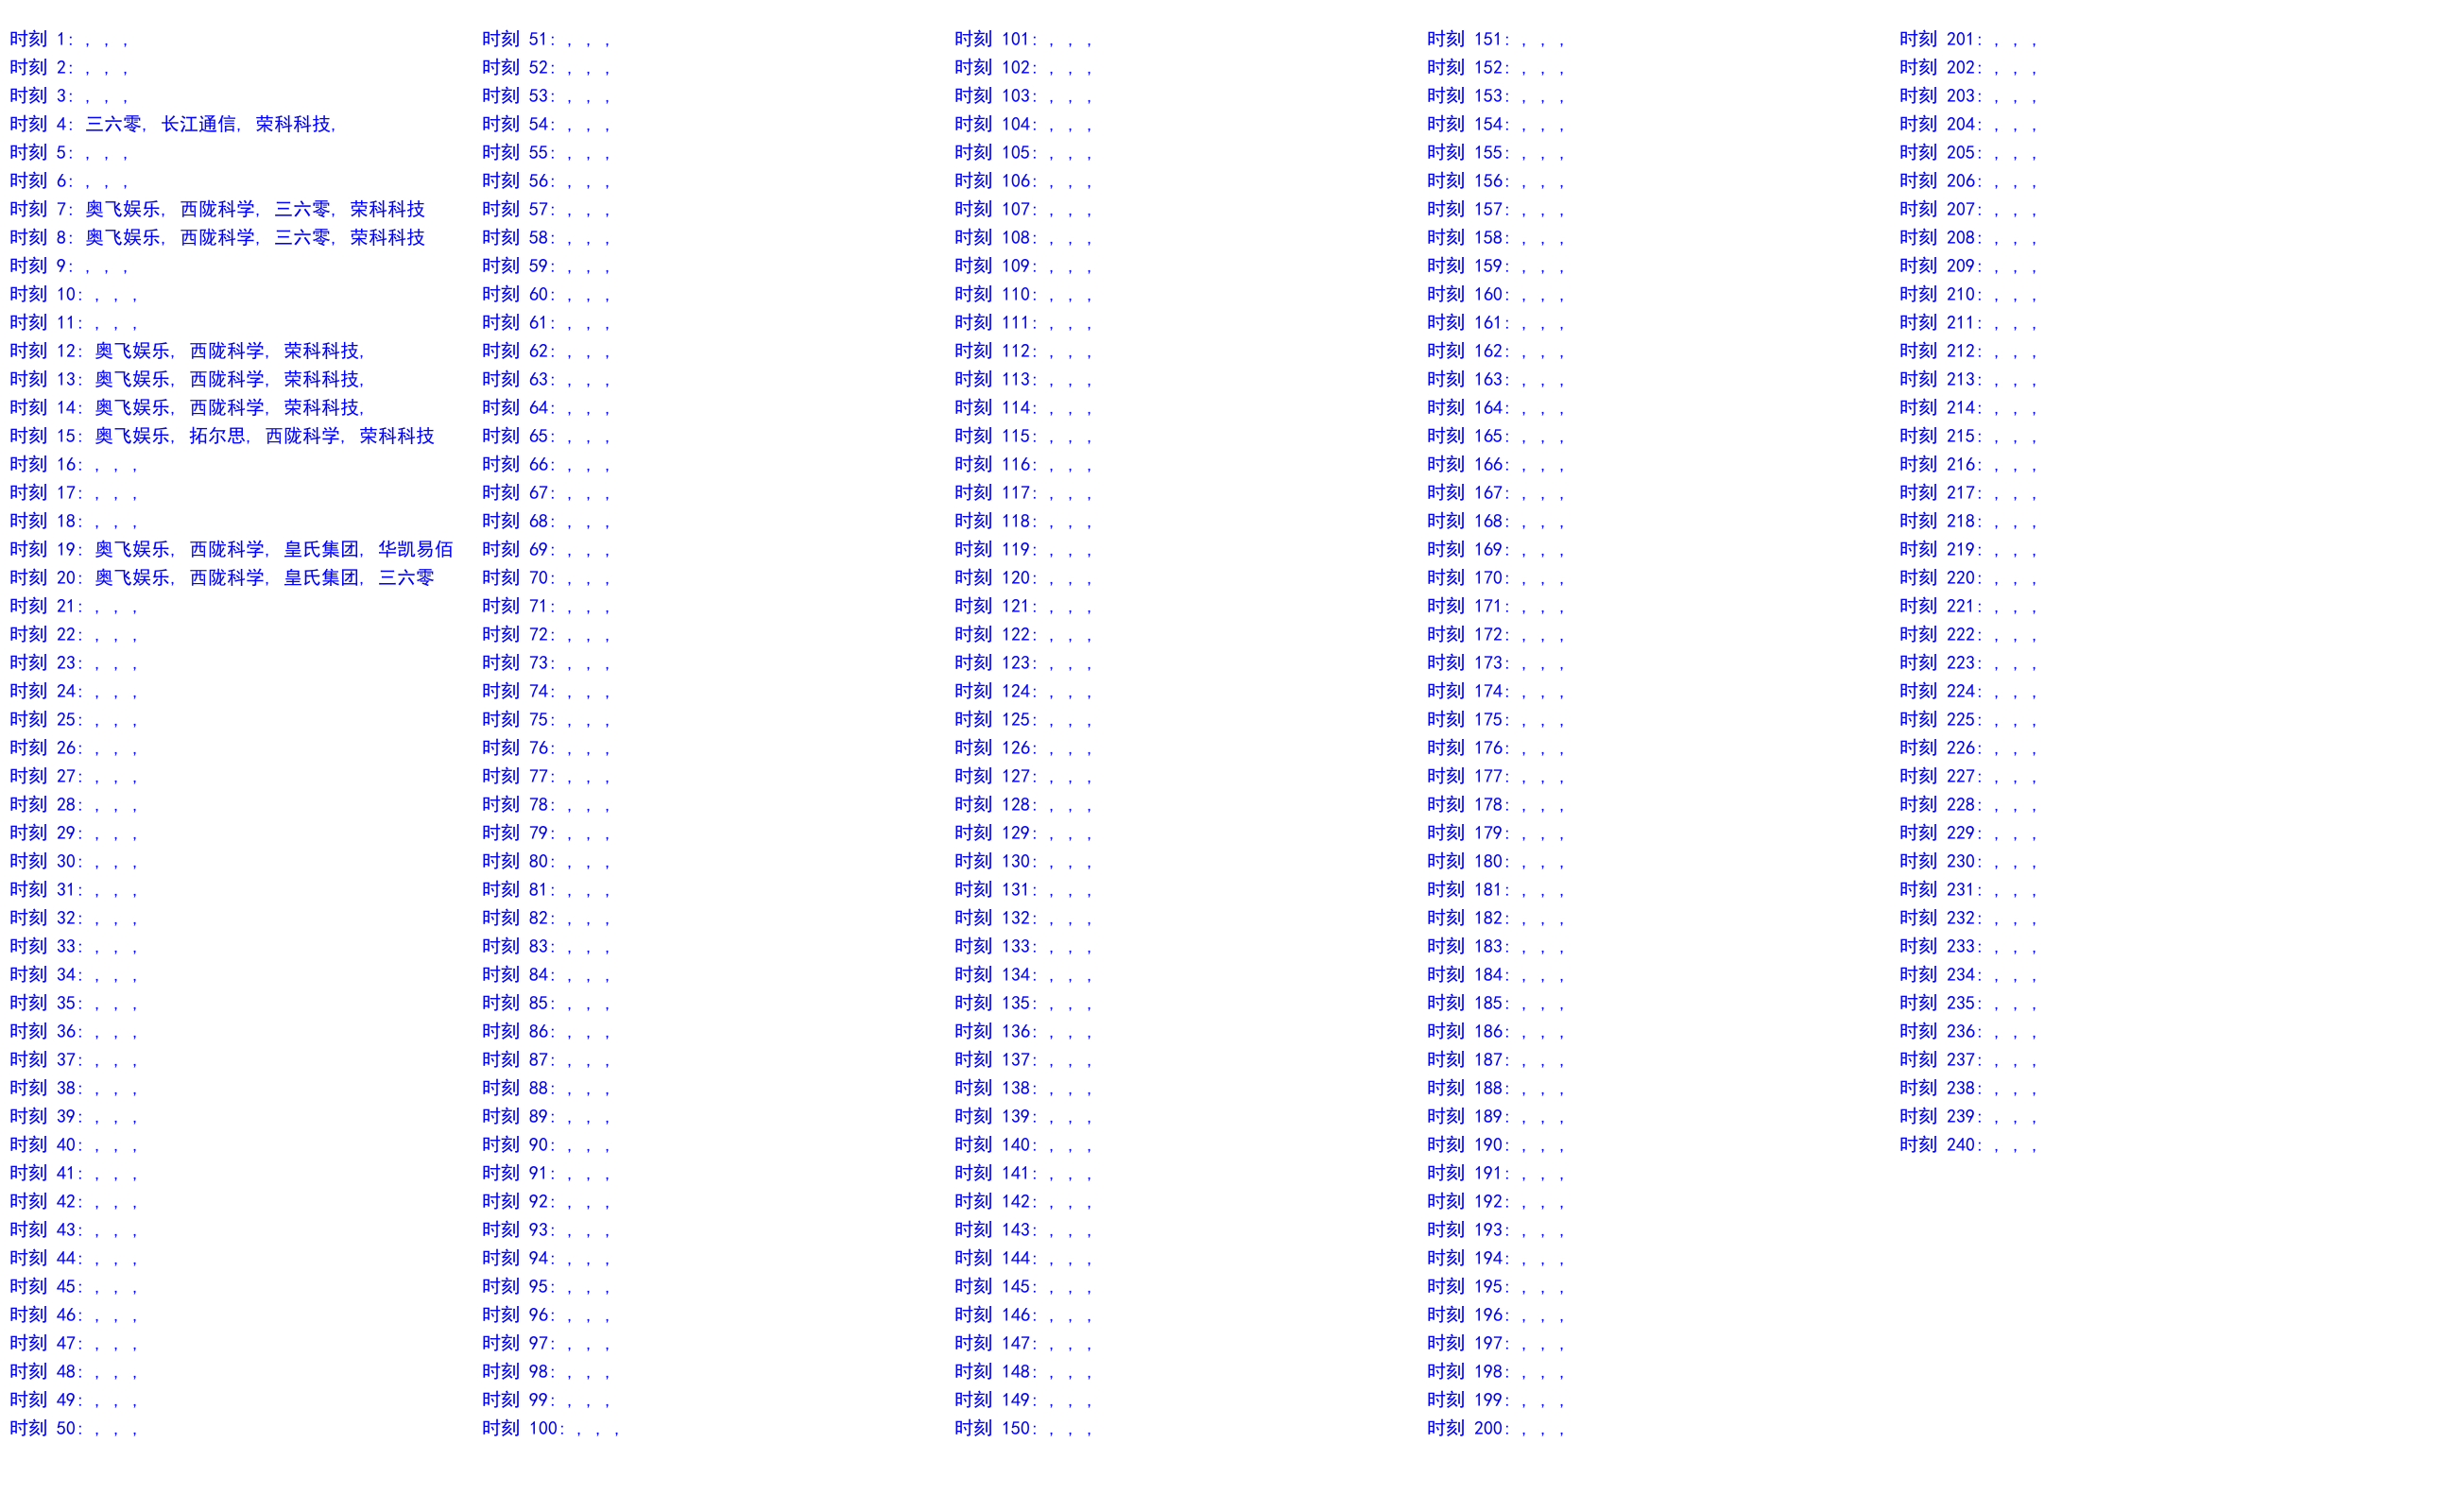 时刻 1: , , ,
时刻 2: , , ,
时刻 3: , , ,
时刻 4: 三六零, 长江通信, 荣科科技,
时刻 5: , , ,
时刻 6: , , ,
时刻 7: 奥飞娱乐, 西陇科学, 三六零, 荣科科技
时刻 8: 奥飞娱乐, 西陇科学, 三六零, 荣科科技
时刻 9: , , ,
时刻 10: , , ,
时刻 11: , , ,
时刻 12: 奥飞娱乐, 西陇科学, 荣科科技,
时刻 13: 奥飞娱乐, 西陇科学, 荣科科技,
时刻 14: 奥飞娱乐, 西陇科学, 荣科科技,
时刻 15: 奥飞娱乐, 拓尔思, 西陇科学, 荣科科技
时刻 16: , , ,
时刻 17: , , ,
时刻 18: , , ,
时刻 19: 奥飞娱乐, 西陇科学, 皇氏集团, 华凯易佰
时刻 20: 奥飞娱乐, 西陇科学, 皇氏集团, 三六零
时刻 21: , , ,
时刻 22: , , ,
时刻 23: , , ,
时刻 24: , , ,
时刻 25: , , ,
时刻 26: , , ,
时刻 27: , , ,
时刻 28: , , ,
时刻 29: , , ,
时刻 30: , , ,
时刻 31: , , ,
时刻 32: , , ,
时刻 33: , , ,
时刻 34: , , ,
时刻 35: , , ,
时刻 36: , , ,
时刻 37: , , ,
时刻 38: , , ,
时刻 39: , , ,
时刻 40: , , ,
时刻 41: , , ,
时刻 42: , , ,
时刻 43: , , ,
时刻 44: , , ,
时刻 45: , , ,
时刻 46: , , ,
时刻 47: , , ,
时刻 48: , , ,
时刻 49: , , ,
时刻 50: , , ,
时刻 51: , , ,
时刻 52: , , ,
时刻 53: , , ,
时刻 54: , , ,
时刻 55: , , ,
时刻 56: , , ,
时刻 57: , , ,
时刻 58: , , ,
时刻 59: , , ,
时刻 60: , , ,
时刻 61: , , ,
时刻 62: , , ,
时刻 63: , , ,
时刻 64: , , ,
时刻 65: , , ,
时刻 66: , , ,
时刻 67: , , ,
时刻 68: , , ,
时刻 69: , , ,
时刻 70: , , ,
时刻 71: , , ,
时刻 72: , , ,
时刻 73: , , ,
时刻 74: , , ,
时刻 75: , , ,
时刻 76: , , ,
时刻 77: , , ,
时刻 78: , , ,
时刻 79: , , ,
时刻 80: , , ,
时刻 81: , , ,
时刻 82: , , ,
时刻 83: , , ,
时刻 84: , , ,
时刻 85: , , ,
时刻 86: , , ,
时刻 87: , , ,
时刻 88: , , ,
时刻 89: , , ,
时刻 90: , , ,
时刻 91: , , ,
时刻 92: , , ,
时刻 93: , , ,
时刻 94: , , ,
时刻 95: , , ,
时刻 96: , , ,
时刻 97: , , ,
时刻 98: , , ,
时刻 99: , , ,
时刻 100: , , ,
时刻 101: , , ,
时刻 102: , , ,
时刻 103: , , ,
时刻 104: , , ,
时刻 105: , , ,
时刻 106: , , ,
时刻 107: , , ,
时刻 108: , , ,
时刻 109: , , ,
时刻 110: , , ,
时刻 111: , , ,
时刻 112: , , ,
时刻 113: , , ,
时刻 114: , , ,
时刻 115: , , ,
时刻 116: , , ,
时刻 117: , , ,
时刻 118: , , ,
时刻 119: , , ,
时刻 120: , , ,
时刻 121: , , ,
时刻 122: , , ,
时刻 123: , , ,
时刻 124: , , ,
时刻 125: , , ,
时刻 126: , , ,
时刻 127: , , ,
时刻 128: , , ,
时刻 129: , , ,
时刻 130: , , ,
时刻 131: , , ,
时刻 132: , , ,
时刻 133: , , ,
时刻 134: , , ,
时刻 135: , , ,
时刻 136: , , ,
时刻 137: , , ,
时刻 138: , , ,
时刻 139: , , ,
时刻 140: , , ,
时刻 141: , , ,
时刻 142: , , ,
时刻 143: , , ,
时刻 144: , , ,
时刻 145: , , ,
时刻 146: , , ,
时刻 147: , , ,
时刻 148: , , ,
时刻 149: , , ,
时刻 150: , , ,
时刻 151: , , ,
时刻 152: , , ,
时刻 153: , , ,
时刻 154: , , ,
时刻 155: , , ,
时刻 156: , , ,
时刻 157: , , ,
时刻 158: , , ,
时刻 159: , , ,
时刻 160: , , ,
时刻 161: , , ,
时刻 162: , , ,
时刻 163: , , ,
时刻 164: , , ,
时刻 165: , , ,
时刻 166: , , ,
时刻 167: , , ,
时刻 168: , , ,
时刻 169: , , ,
时刻 170: , , ,
时刻 171: , , ,
时刻 172: , , ,
时刻 173: , , ,
时刻 174: , , ,
时刻 175: , , ,
时刻 176: , , ,
时刻 177: , , ,
时刻 178: , , ,
时刻 179: , , ,
时刻 180: , , ,
时刻 181: , , ,
时刻 182: , , ,
时刻 183: , , ,
时刻 184: , , ,
时刻 185: , , ,
时刻 186: , , ,
时刻 187: , , ,
时刻 188: , , ,
时刻 189: , , ,
时刻 190: , , ,
时刻 191: , , ,
时刻 192: , , ,
时刻 193: , , ,
时刻 194: , , ,
时刻 195: , , ,
时刻 196: , , ,
时刻 197: , , ,
时刻 198: , , ,
时刻 199: , , ,
时刻 200: , , ,
时刻 201: , , ,
时刻 202: , , ,
时刻 203: , , ,
时刻 204: , , ,
时刻 205: , , ,
时刻 206: , , ,
时刻 207: , , ,
时刻 208: , , ,
时刻 209: , , ,
时刻 210: , , ,
时刻 211: , , ,
时刻 212: , , ,
时刻 213: , , ,
时刻 214: , , ,
时刻 215: , , ,
时刻 216: , , ,
时刻 217: , , ,
时刻 218: , , ,
时刻 219: , , ,
时刻 220: , , ,
时刻 221: , , ,
时刻 222: , , ,
时刻 223: , , ,
时刻 224: , , ,
时刻 225: , , ,
时刻 226: , , ,
时刻 227: , , ,
时刻 228: , , ,
时刻 229: , , ,
时刻 230: , , ,
时刻 231: , , ,
时刻 232: , , ,
时刻 233: , , ,
时刻 234: , , ,
时刻 235: , , ,
时刻 236: , , ,
时刻 237: , , ,
时刻 238: , , ,
时刻 239: , , ,
时刻 240: , , ,